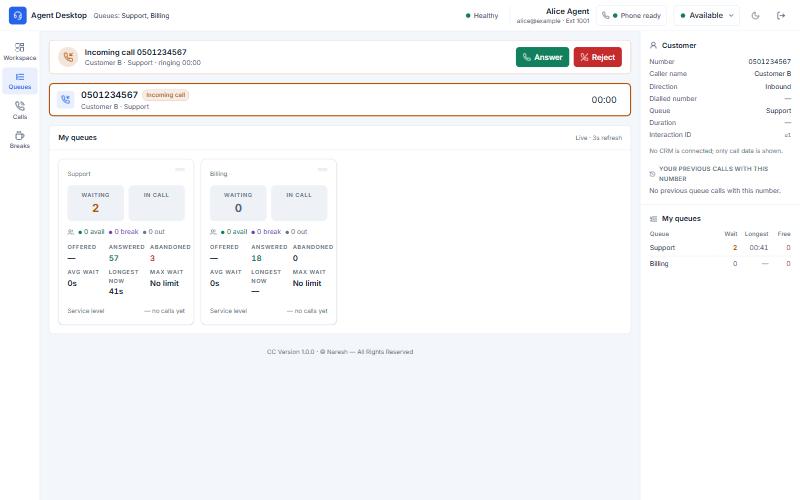 Agent Desktop Queues: Support, Billing
Healthy
Alice Agent
alice@example · Ext 1001
Phone ready
Available
Workspace
Queues
Calls
Breaks
Incoming call 0501234567
Customer B · Support · ringing 00:00
Answer
Reject
0501234567 Incoming call
Customer B · Support
00:00
My queues
Live · 3s refresh
Support
WAITING
2
IN CALL
0 avail 0 break 0 out
OFFERED ANSWERED ABANDONED
— 57 3
AVG WAIT LONGEST NOW MAX WAIT
0s 41s No limit
Service level — no calls yet
Billing
WAITING
0
IN CALL
0 avail 0 break 0 out
OFFERED ANSWERED ABANDONED
— 18 0
AVG WAIT LONGEST NOW MAX WAIT
0s — No limit
Service level — no calls yet
CC Version 1.0.0 · © Naresh — All Rights Reserved
Customer
Number 0501234567
Caller name Customer B
Direction Inbound
Dialled number —
Queue Support
Duration —
Interaction ID
No CRM is connected; only call date is shown.
YOUR PREVIOUS CALLS WITH THIS
NUMBER
No previous queue calls with this number.
My queues
Queue Wait Longest Free
Support 2 00:41 0
Billing 0 — 0